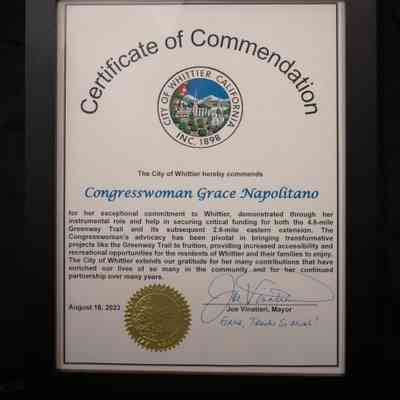 Certificate of Commendation
CITY OF WHITTIER CALIFORNIA
INC. 1898
The City of Whittier hereby commends
Congresswoman Grace Napolitano
for her exceptional commitment to Whittier, demonstrated through her
instrumental role and help in securing critical funding for both the 4.6-mile
Greenway Trail and its subsequent 2.8-mile eastern extension. The
Congresswoman's advocacy has been pivotal in bringing transformative
projects like the Greenway Trail to fruition, providing increased accessibility and
recreational opportunities for the residents of Whittier and their families to enjoy.
The City of Whittier extends our gratitude for her many contributions that have
enriched our lives of so many in the community and for her continued
partnership over many years.
August 16, 2023
Joe Vinatieri
Joe Vinatieri, Mayor
Grace,